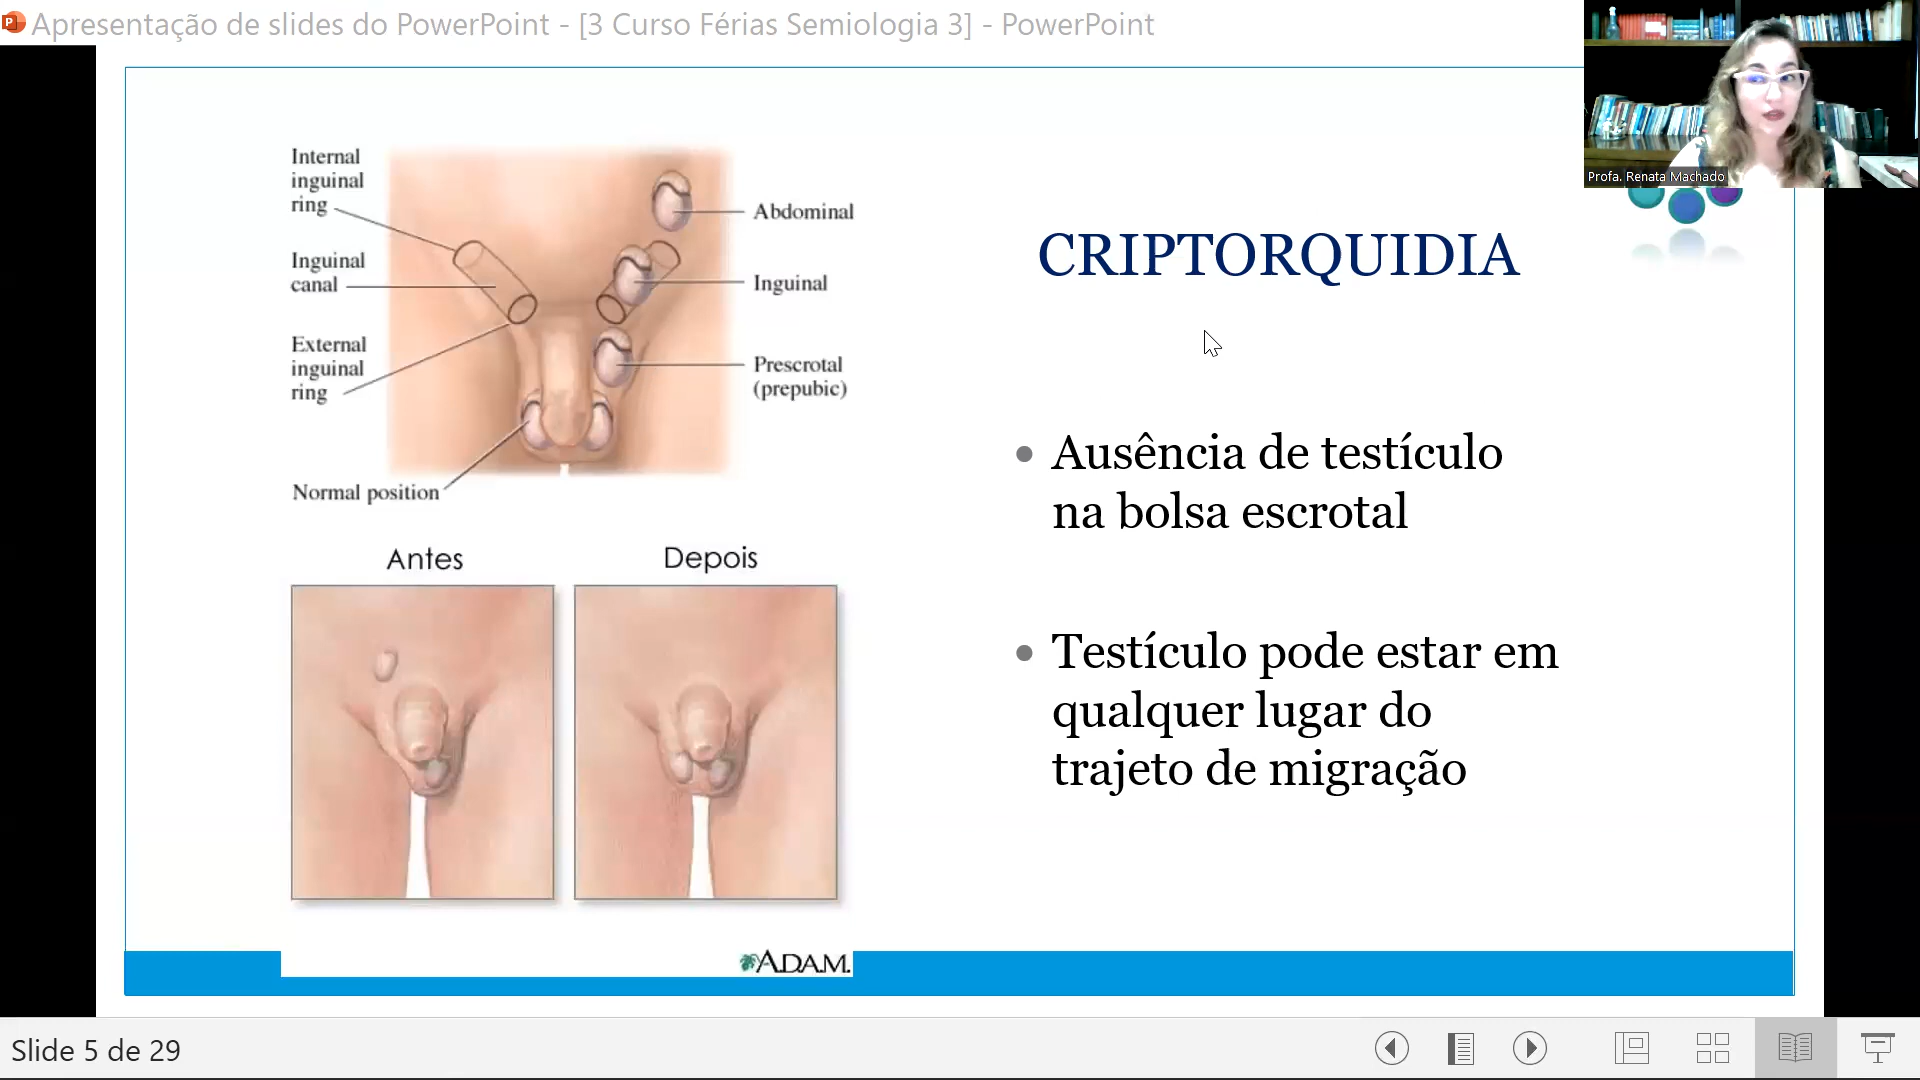 Apresentação de slides do PowerPoint - [3 Curso Férias Semiologia 3] - PowerPoint
Profa. Renata Machado
Internal
inguinal
ring
Inguinal
canal
External
inguinal
ring
Normal position
Abdominal
Inguinal
Prescrotal
(prepubic)
Antes
Depois
A.D.A.M.
CRIPTORQUIDIA
Ausência de testículo
na bolsa escrotal
Testículo pode estar em
qualquer lugar do
trajeto de migração
Slide 5 de 29